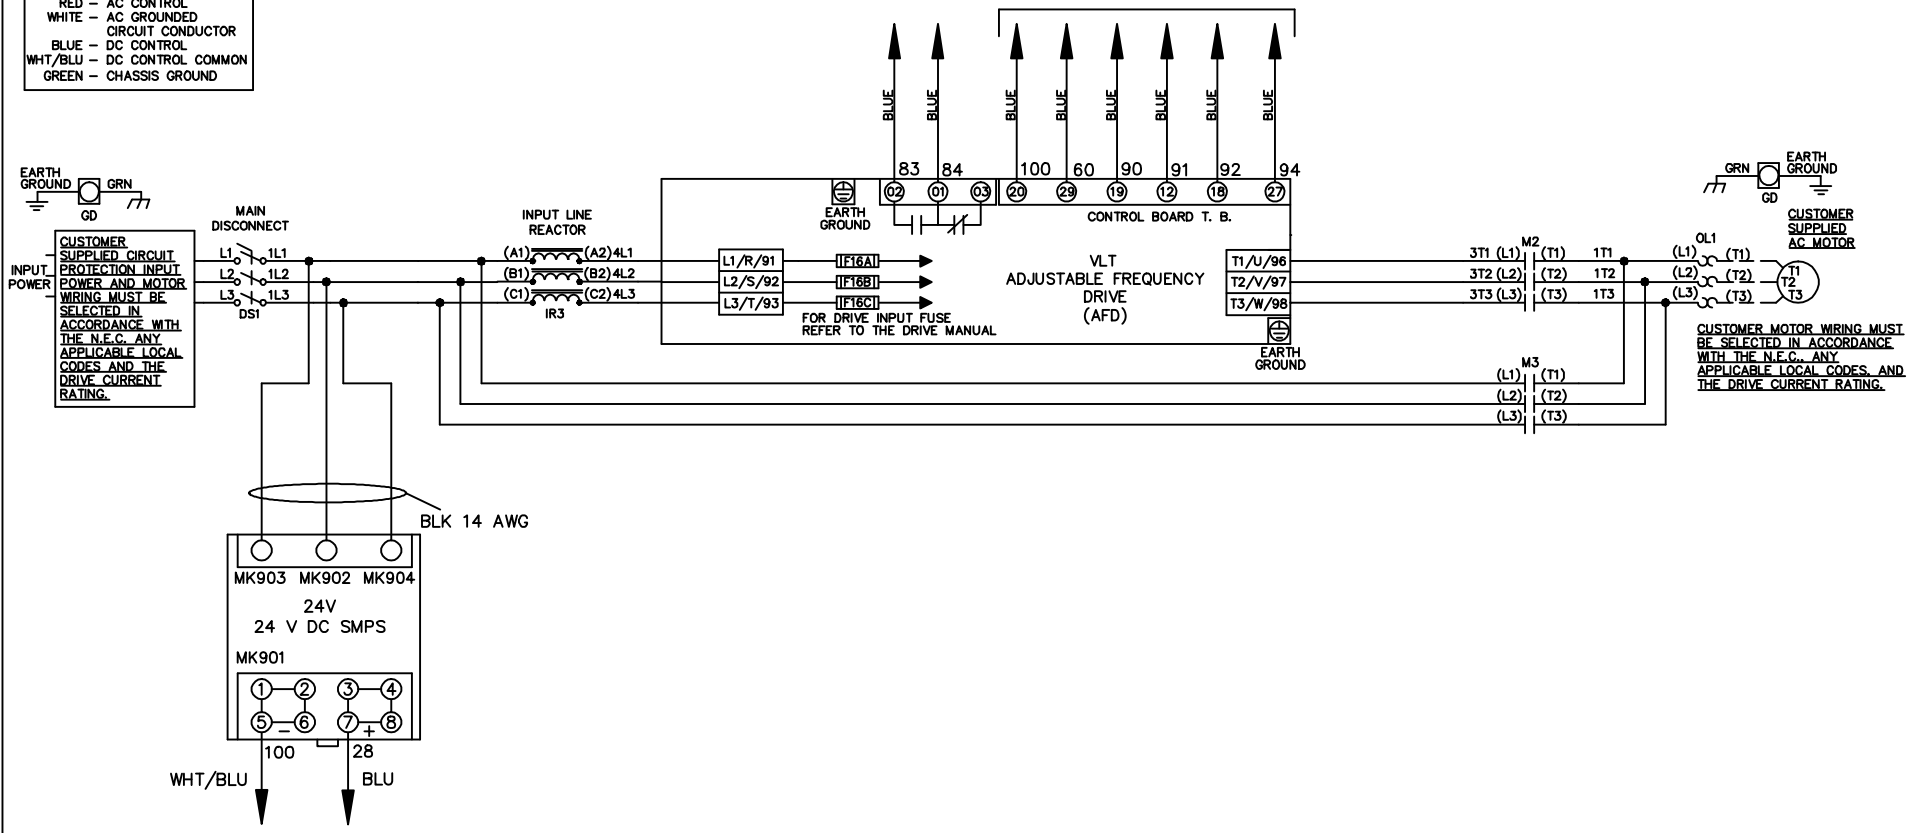 RED – AC CONTROL
WHITE – AC GROUNDED
CIRCUIT CONDUCTOR
BLUE – DC CONTROL
WHT/BLU – DC CONTROL COMMON
GREEN – CHASSIS GROUND
BLUE BLUE BLUE BLUE BLUE BLUE BLUE BLUE
83 84 100 60 90 91 92 94
02 01 03 20 29 19 12 18 27
EARTH
GROUND
CONTROL BOARD T. B.
EARTH
GROUND
GRN
GD
MAIN
DISCONNECT
INPUT LINE
REACTOR
INPUT
POWER
CUSTOMER
SUPPLIED CIRCUIT
PROTECTION INPUT
POWER AND MOTOR
WIRING MUST BE
SELECTED IN
ACCORDANCE WITH
THE N.E.C. ANY
APPLICABLE LOCAL
CODES AND THE
DRIVE CURRENT
RATING.
L1 1L1
L2 1L2
L3 1L3
DS1
(A1) (A2) 4L1
(B1) (B2) 4L2
(C1) (C2) 4L3
IR3
L1/R/91
L2/S/92
L3/T/93
F16A
F16B
F16C
FOR DRIVE INPUT FUSE
REFER TO THE DRIVE MANUAL
VLT
ADJUSTABLE FREQUENCY
DRIVE
(AFD)
T1/U/96
T2/V/97
T3/W/98
EARTH
GROUND
M2
3T1 (L1) (T1) 1T1
3T2 (L2) (T2) 1T2
3T3 (L3) (T3) 1T3
M3
(L1) (T1)
(L2) (T2)
(L3) (T3)
GRN
EARTH
GROUND
GD
CUSTOMER
SUPPLIED
AC MOTOR
OL1
(L1) (T1)
(L2) (T2)
(L3) (T3)
T1
T2
T3
CUSTOMER MOTOR WIRING MUST
BE SELECTED IN ACCORDANCE
WITH THE N.E.C., ANY
APPLICABLE LOCAL CODES, AND
THE DRIVE CURRENT RATING.
BLK 14 AWG
MK903 MK902 MK904
24V
24 V DC SMPS
MK901
1 2 3 4
5 6 7 8
– +
100 28
WHT/BLU BLU